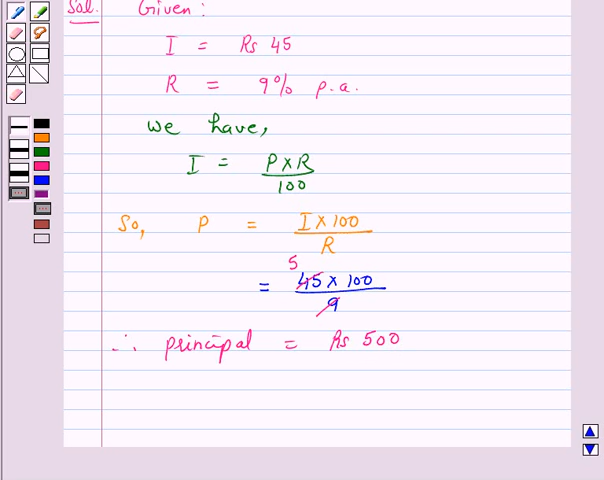 Sol. Given:
I = Rs 45
R = 9% p.a.
We have,
I = P×R/100
So, P = I×100/R
5
= 45×100/9
∴ principal = Rs 500